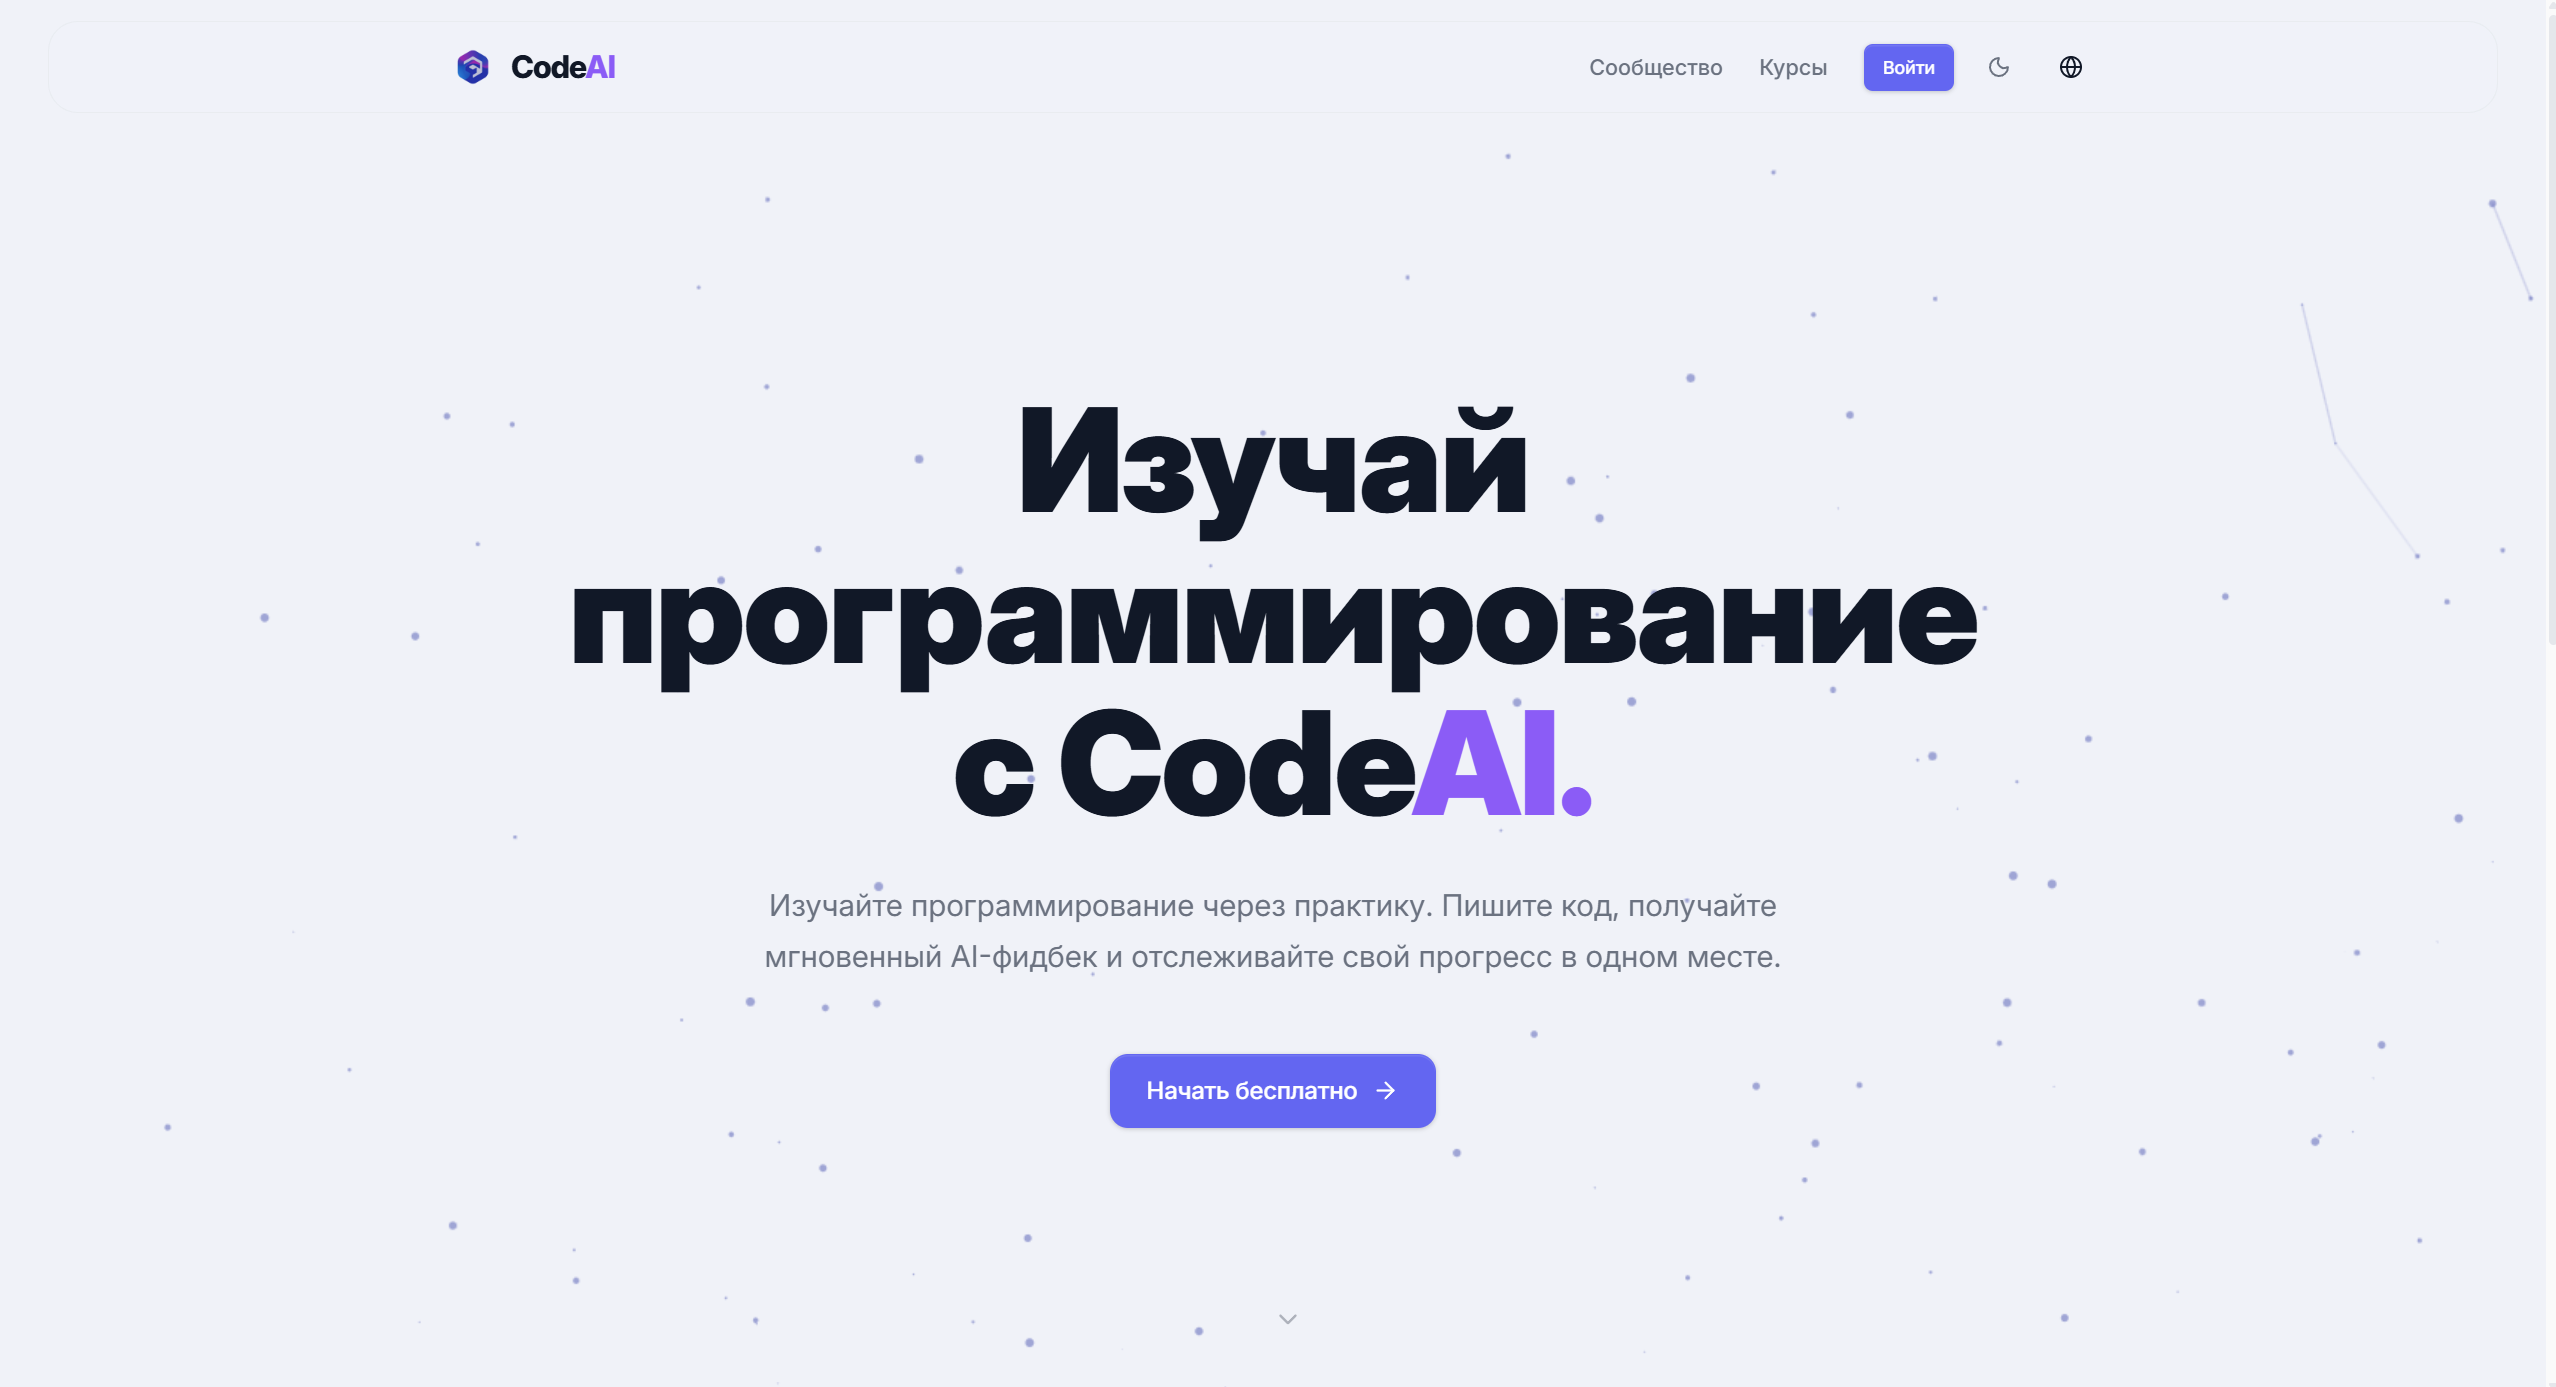 CodeAI
Сообщество
Курсы
Войти
Изучай
программирование
с CodeAI.
Изучайте программирование через практику. Пишите код, получайте
мгновенный AI-фидбек и отслеживайте свой прогресс в одном месте.
Начать бесплатно